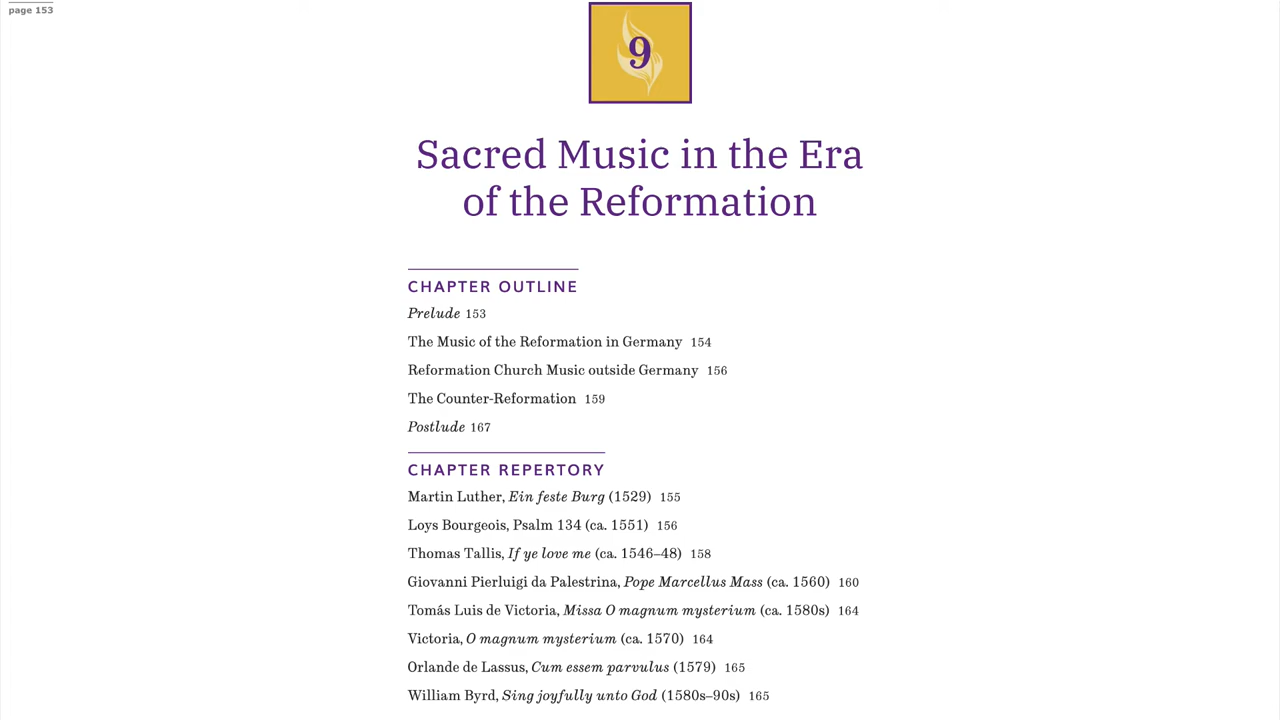 page 153
9
Sacred Music in the Era
of the Reformation
CHAPTER OUTLINE
Prelude 153
The Music of the Reformation in Germany 154
Reformation Church Music outside Germany 156
The Counter-Reformation 159
Postlude 167
CHAPTER REPERTORY
Martin Luther, Ein feste Burg (1529) 155
Loys Bourgeois, Psalm 134 (ca. 1551) 156
Thomas Tallis, If ye love me (ca. 1546–48) 158
Giovanni Pierluigi da Palestrina, Pope Marcellus Mass (ca. 1560) 160
Tomás Luis de Victoria, Missa O magnum mysterium (ca. 1580s) 164
Victoria, O magnum mysterium (ca. 1570) 164
Orlande de Lassus, Cum essem parvulus (1579) 165
William Byrd, Sing joyfully unto God (1580s–90s) 165